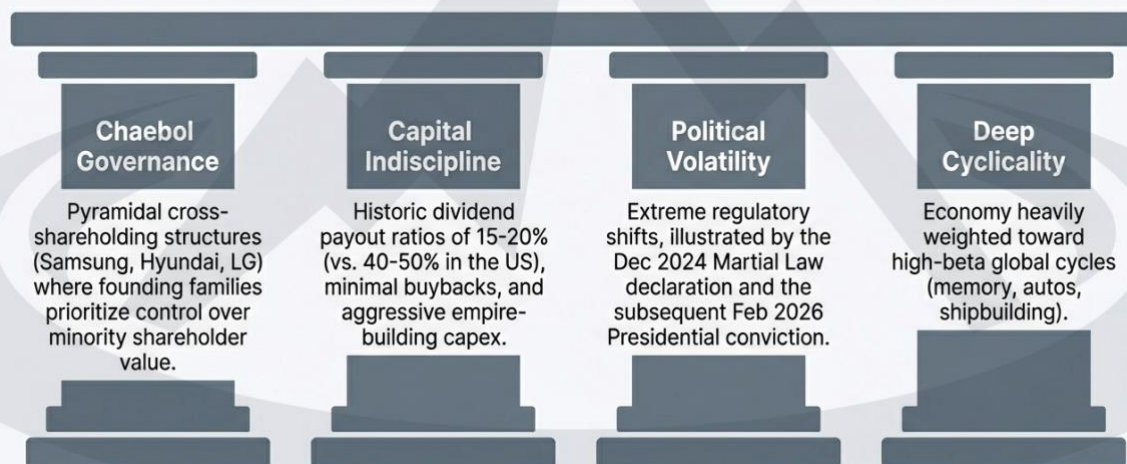 Chaebol
Governance
Pyramidal cross-
shareholding structures
(Samsung, Hyundai, LG)
where founding families
prioritize control over
minority shareholder
value.
Capital
Indiscipline
Historic dividend
payout ratios of 15-20%
(vs. 40-50% in the US),
minimal buybacks, and
aggressive empire-
building capex.
Political
Volatility
Extreme regulatory
shifts, illustrated by the
Dec 2024 Martial Law
declaration and the
subsequent Feb 2026
Presidential conviction.
Deep
Cyclicality
Economy heavily
weighted toward
high-beta global cycles
(memory, autos,
shipbuilding).